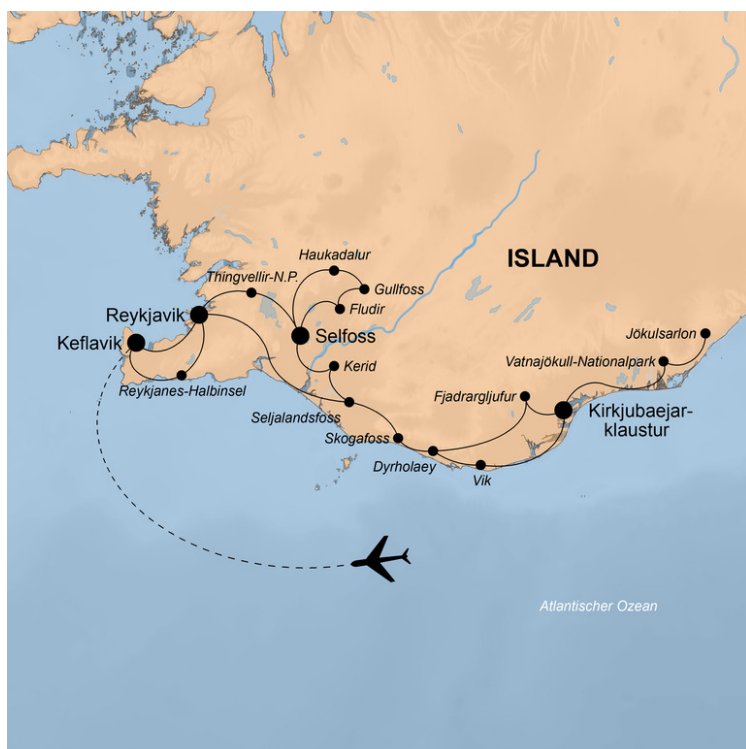 ISLAND
Haukadalur
Thingvellir-N.P.
Gullfoss
Fludir
Reykjavik
Selfoss
Keflavik
Jökulsarlon
Kerid
Vatnajökull-Nationalpark
Reykjanes-Halbinsel
Fjadrargljufur
Seljalandsfoss
Kirkjubaejar-
klaustur
Skogafoss
Dyrholaey
Vik
Atlantischer Ozean